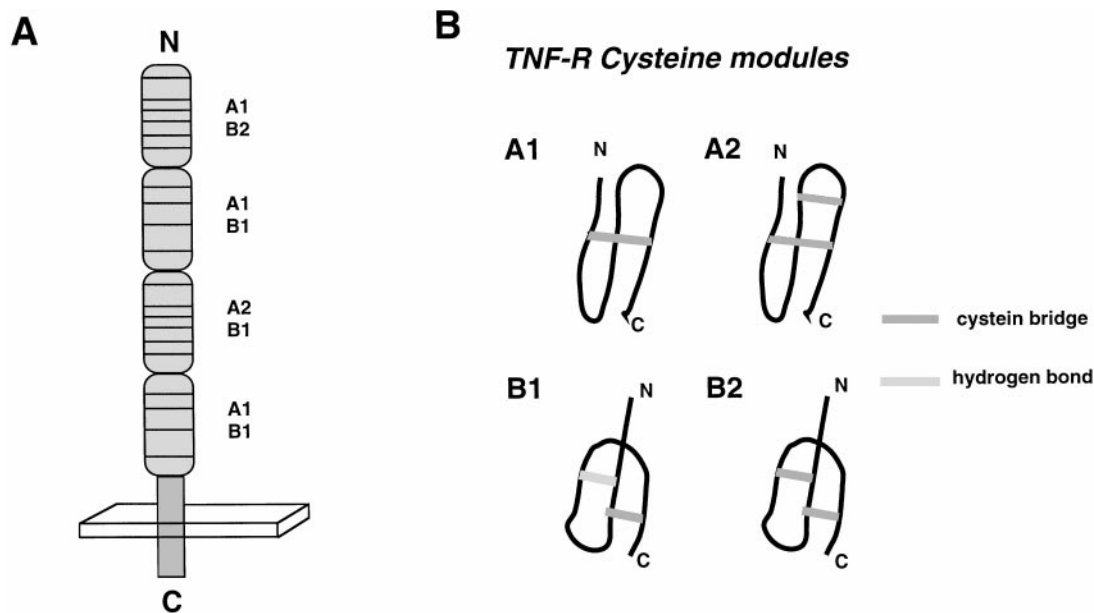 A
N
A1
B2
A1
B1
A2
B1
A1
B1
C
B
TNF-R Cysteine modules
A1
N
C
A2
N
C
cystein bridge
hydrogen bond
B1
N
C
B2
N
C